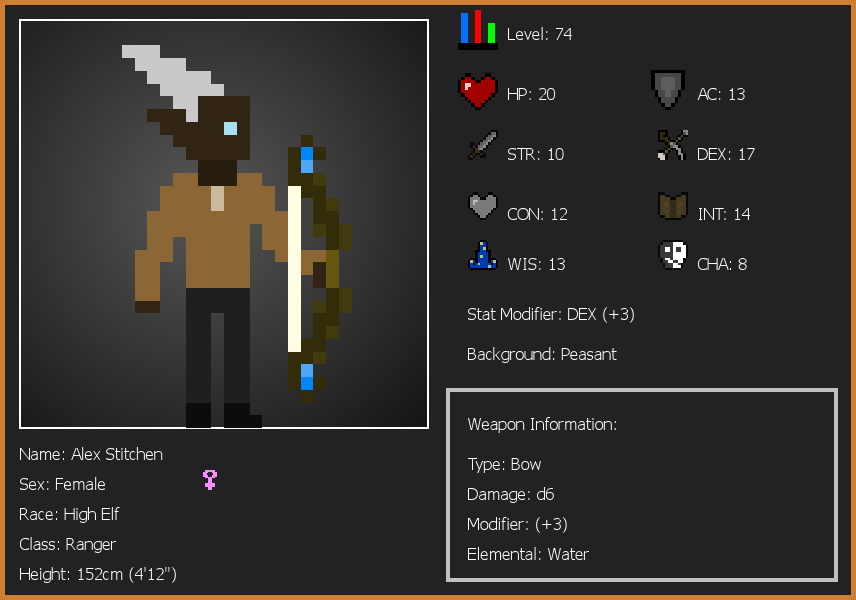 Level: 74
HP: 20
AC: 13
STR: 10
DEX: 17
CON: 12
INT: 14
WIS: 13
CHA: 8
Stat Modifier: DEX (+3)
Background: Peasant
Weapon Information:
Type: Bow
Damage: d6
Modifier: (+3)
Elemental: Water
Name: Alex Stitchen
Sex: Female
Race: High Elf
Class: Ranger
Height: 152cm (4'12")